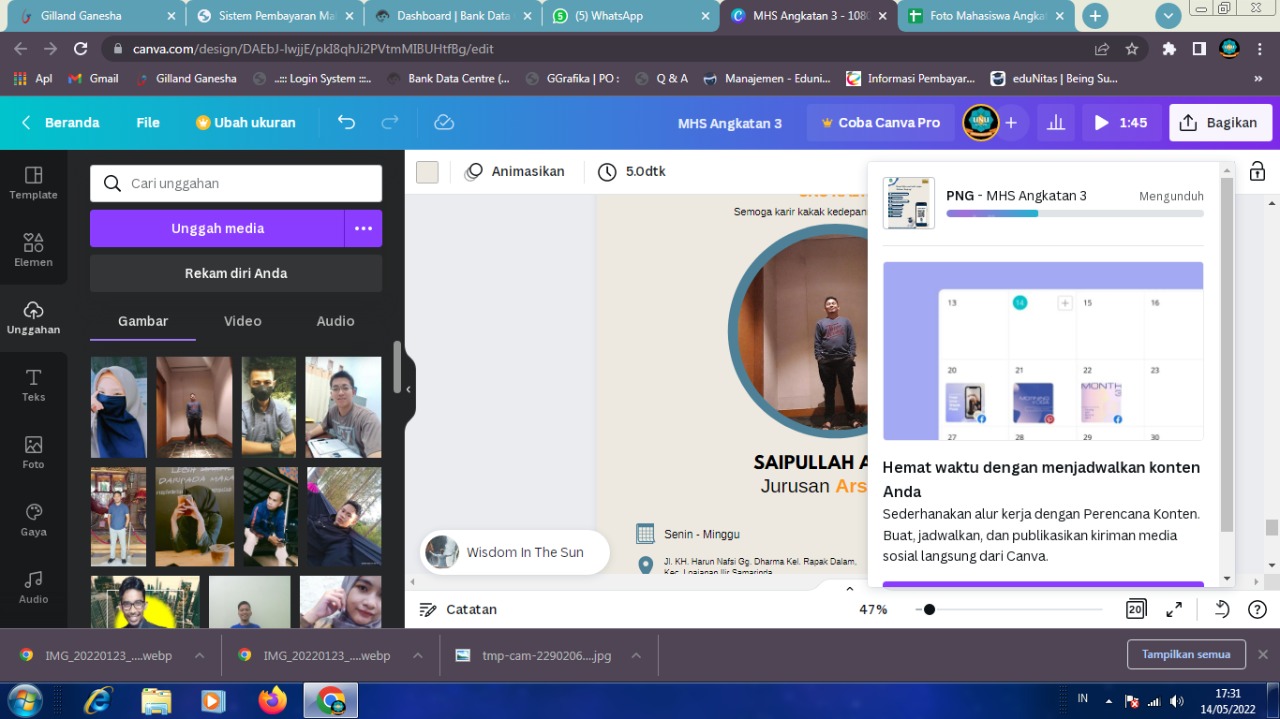 Gilland Ganesha
Sistem Pembayaran Ma
Dashboard | Bank Data
(5) WhatsApp
MHS Angkatan 3 - 1080
Foto Mahasiswa Angka
canva.com/design/DAEbJ-lwjjE/pkI8qhJi2PVtmMIBUHtfBg/edit
Apl
Gmail
Gilland Ganesha
..::: Login System :::..
Bank Data Centre (...
GGrafika | PO :
Q & A
Manajemen - Eduni...
Informasi Pembayar...
eduNitas | Being Su...
Beranda
File
Ubah ukuran
MHS Angkatan 3
Coba Canva Pro
1:45
Bagikan
Template
Elemen
Unggahan
Teks
Foto
Gaya
Audio
Cari unggahan
Unggah media
Rekam diri Anda
Gambar
Video
Audio
Animasikan
5.0dtk
Semoga karir kakak kedepan
SAIPULLAH A
Jurusan Ars
Senin - Minggu
Jl. KH. Harun Nafsi Gg. Dharma Kel. Rapak Dalam,
Kec. Loajanan Ilir Samarinda
Wisdom In The Sun
PNG - MHS Angkatan 3
Mengunduh
13
14
15
16
20
21
22
23
MONTH
27
28
29
30
Hemat waktu dengan menjadwalkan konten
Anda
Sederhanakan alur kerja dengan Perencana Konten.
Buat, jadwalkan, dan publikasikan kiriman media
sosial langsung dari Canva.
Catatan
47%
20
IMG_20220123_....webp
IMG_20220123_....webp
tmp-cam-2290206....jpg
Tampilkan semua
IN
17:31
14/05/2022